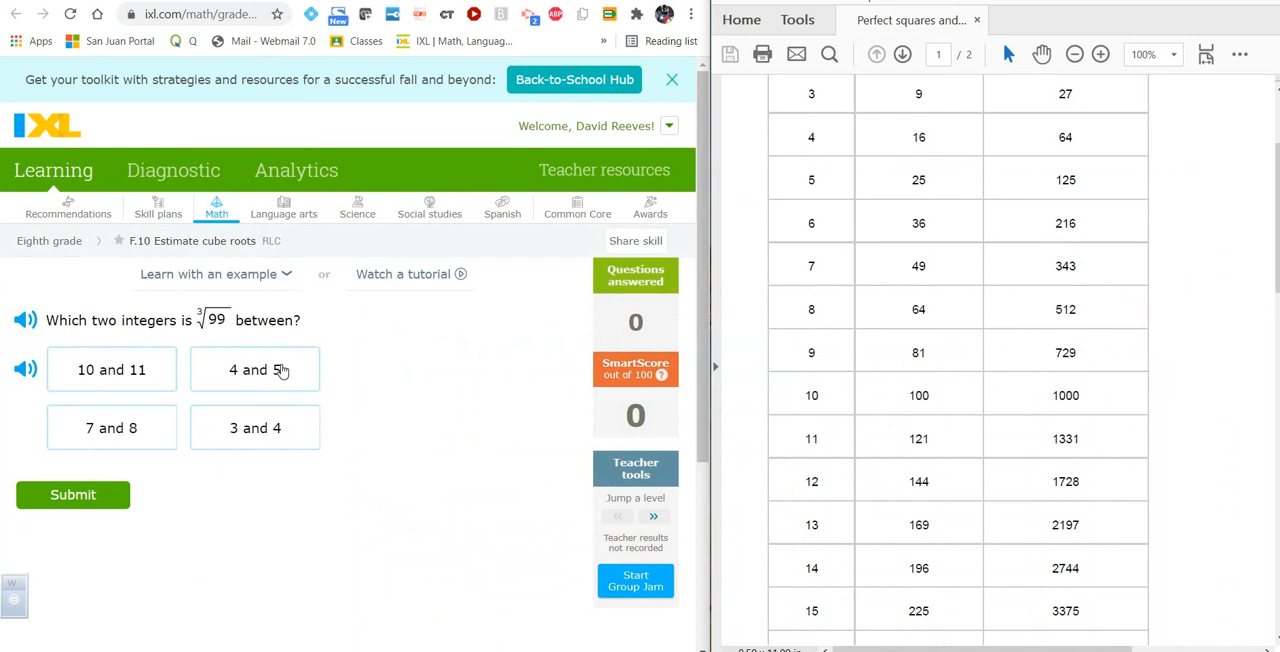 ixl.com/math/grade...
New
CT
B
2
ABP
Apps
San Juan Portal
Q
Mail - Webmail 7.0
Classes
IXL | Math, Languag...
»
Reading list
Get your toolkit with strategies and resources for a successful fall and beyond:
Back-to-School Hub
IXL
Welcome, David Reeves!
Learning
Diagnostic
Analytics
Teacher resources
Recommendations
Skill plans
Math
Language arts
Science
Social studies
Spanish
Common Core
Awards
Eighth grade
F.10 Estimate cube roots RLC
Share skill
Learn with an example
or
Watch a tutorial
Which two integers is ∛99 between?
10 and 11
4 and 5
7 and 8
3 and 4
Submit
Questions answered
0
SmartScore
out of 100 ?
0
Teacher tools
Jump a level
« »
Teacher results not recorded
Start Group Jam
W
Home
Tools
Perfect squares and...
1 / 2
100%
3 9 27
4 16 64
5 25 125
6 36 216
7 49 343
8 64 512
9 81 729
10 100 1000
11 121 1331
12 144 1728
13 169 2197
14 196 2744
15 225 3375